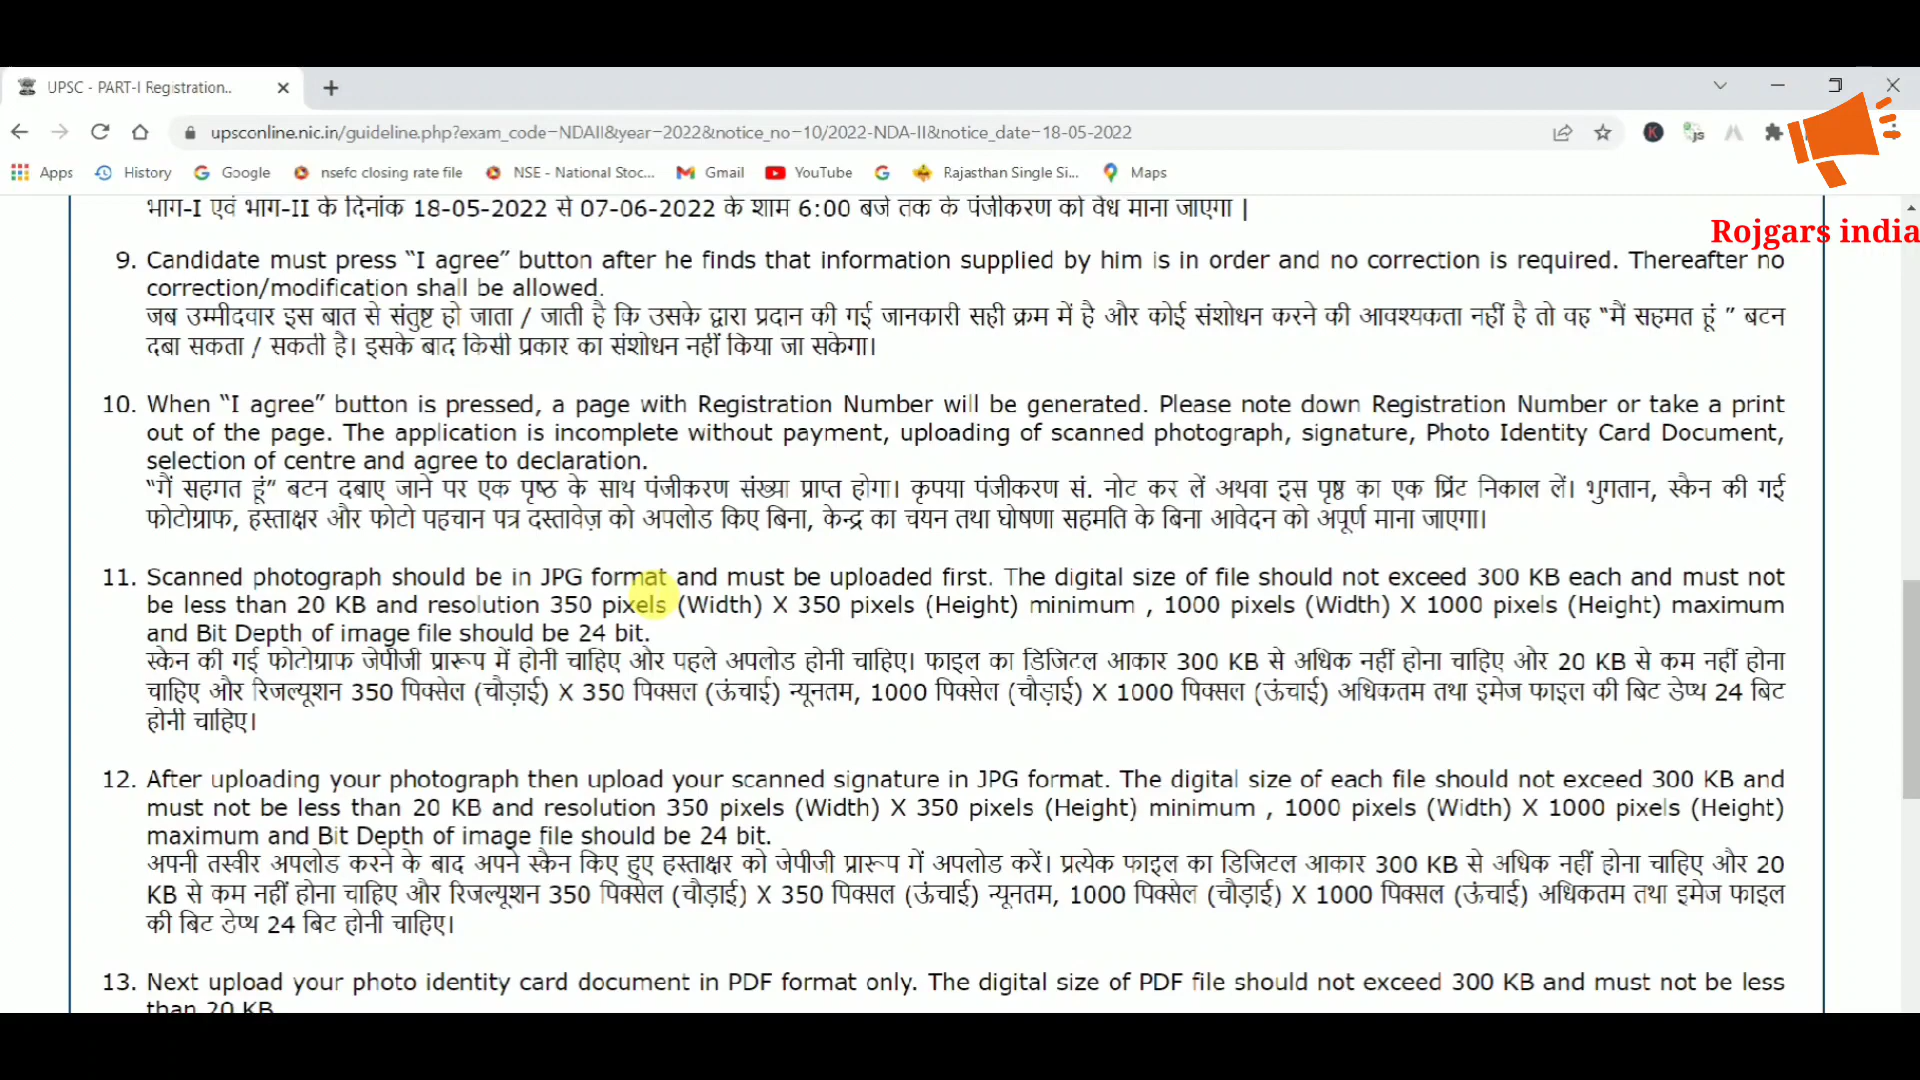 UPSC - PART-I Registration..
upsconline.nic.in/guideline.php?exam_code=NDAII&year=2022&notice_no=10/2022-NDA-II&notice_date=18-05-2022
Apps History Google nsefc closing rate file NSE - National Stoc... Gmail YouTube Rajasthan Single Si... Maps
Rojgars india
भाग-I एवं भाग-II के दिनांक 18-05-2022 से 07-06-2022 के शाम 6:00 बजे तक के पंजीकरण को वैध माना जाएगा |
9. Candidate must press “I agree” button after he finds that information supplied by him is in order and no correction is required. Thereafter no
correction/modification shall be allowed.
जब उम्मीदवार इस बात से संतुष्ट हो जाता / जाती है कि उसके द्वारा प्रदान की गई जानकारी सही क्रम में है और कोई संशोधन करने की आवश्यकता नहीं है तो वह “मैं सहमत हूं ” बटन
दबा सकता / सकती है। इसके बाद किसी प्रकार का संशोधन नहीं किया जा सकेगा।
10. When “I agree” button is pressed, a page with Registration Number will be generated. Please note down Registration Number or take a print
out of the page. The application is incomplete without payment, uploading of scanned photograph, signature, Photo Identity Card Document,
selection of centre and agree to declaration.
“मैं सहमत हूं” बटन दबाए जाने पर एक पृष्ठ के साथ पंजीकरण संख्या प्राप्त होगा। कृपया पंजीकरण सं. नोट कर लें अथवा इस पृष्ठ का एक प्रिंट निकाल लें। भुगतान, स्कैन की गई
फोटोग्राफ, हस्ताक्षर और फोटो पहचान पत्र दस्तावेज़ को अपलोड किए बिना, केन्द्र का चयन तथा घोषणा सहमति के बिना आवेदन को अपूर्ण माना जाएगा।
11. Scanned photograph should be in JPG format and must be uploaded first. The digital size of file should not exceed 300 KB each and must not
be less than 20 KB and resolution 350 pixels (Width) X 350 pixels (Height) minimum , 1000 pixels (Width) X 1000 pixels (Height) maximum
and Bit Depth of image file should be 24 bit.
स्केन की गई फोटोग्राफ जेपीजी प्रारूप में होनी चाहिए ओर पहले अपलोड होनी चाहिए। फाइल का डिजिटल आकार 300 KB से अधिक नहीं होना चाहिए ओर 20 KB से कम नहीं होना
चाहिए और रिजल्यूशन 350 पिक्सेल (चौड़ाई) X 350 पिक्सल (ऊंचाई) न्यूनतम, 1000 पिक्सेल (चौड़ाई) X 1000 पिक्सल (ऊंचाई) अधिकतम तथा इमेज फाइल की बिट डेप्थ 24 बिट
होनी चाहिए।
12. After uploading your photograph then upload your scanned signature in JPG format. The digital size of each file should not exceed 300 KB and
must not be less than 20 KB and resolution 350 pixels (Width) X 350 pixels (Height) minimum , 1000 pixels (Width) X 1000 pixels (Height)
maximum and Bit Depth of image file should be 24 bit.
अपनी तस्वीर अपलोड करने के बाद अपने स्कैन किए हुए हस्ताक्षर को जेपीजी प्रारूप में अपलोड करें। प्रत्येक फाइल का डिजिटल आकार 300 KB से अधिक नहीं होना चाहिए और 20
KB से कम नहीं होना चाहिए और रिजल्यूशन 350 पिक्सेल (चौड़ाई) X 350 पिक्सल (ऊंचाई) न्यूनतम, 1000 पिक्सेल (चौड़ाई) X 1000 पिक्सल (ऊंचाई) अधिकतम तथा इमेज फाइल
की बिट डेप्थ 24 बिट होनी चाहिए।
13. Next upload your photo identity card document in PDF format only. The digital size of PDF file should not exceed 300 KB and must not be less
than 20 KB.